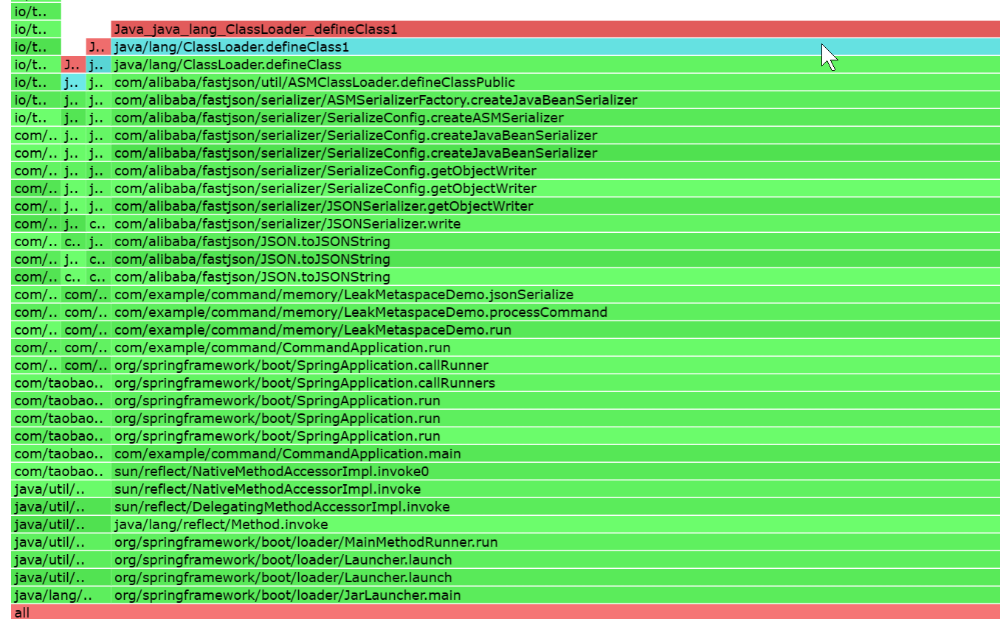 io/t..
io/t.. Java_java_lang_ClassLoader_defineClass1
io/t.. J.. java/lang/ClassLoader.defineClass1
io/t.. J.. j.. java/lang/ClassLoader.defineClass
io/t.. j.. j.. com/alibaba/fastjson/util/ASMClassLoader.defineClassPublic
io/t.. j.. j.. com/alibaba/fastjson/serializer/ASMSerializerFactory.createJavaBeanSerializer
io/t.. j.. j.. com/alibaba/fastjson/serializer/SerializeConfig.createASMSerializer
com/.. j.. j.. com/alibaba/fastjson/serializer/SerializeConfig.createJavaBeanSerializer
com/.. j.. j.. com/alibaba/fastjson/serializer/SerializeConfig.createJavaBeanSerializer
com/.. j.. j.. com/alibaba/fastjson/serializer/SerializeConfig.getObjectWriter
com/.. j.. j.. com/alibaba/fastjson/serializer/SerializeConfig.getObjectWriter
com/.. j.. j.. com/alibaba/fastjson/serializer/JSONSerializer.getObjectWriter
com/.. j.. c.. com/alibaba/fastjson/serializer/JSONSerializer.write
com/.. c.. j.. com/alibaba/fastjson/JSON.toJSONString
com/.. j.. c.. com/alibaba/fastjson/JSON.toJSONString
com/.. c.. c.. com/alibaba/fastjson/JSON.toJSONString
com/.. com/.. com/example/command/memory/LeakMetaspaceDemo.jsonSerialize
com/.. com/.. com/example/command/memory/LeakMetaspaceDemo.processCommand
com/.. com/.. com/example/command/memory/LeakMetaspaceDemo.run
com/.. com/.. com/example/command/CommandApplication.run
com/.. com/.. org/springframework/boot/SpringApplication.callRunner
com/taobao.. org/springframework/boot/SpringApplication.callRunners
com/taobao.. org/springframework/boot/SpringApplication.run
com/taobao.. org/springframework/boot/SpringApplication.run
com/taobao.. org/springframework/boot/SpringApplication.run
com/taobao.. com/example/command/CommandApplication.main
com/taobao.. sun/reflect/NativeMethodAccessorImpl.invoke0
java/util/.. sun/reflect/NativeMethodAccessorImpl.invoke
java/util/.. sun/reflect/DelegatingMethodAccessorImpl.invoke
java/util/.. java/lang/reflect/Method.invoke
java/util/.. org/springframework/boot/loader/MainMethodRunner.run
java/util/.. org/springframework/boot/loader/Launcher.launch
java/util/.. org/springframework/boot/loader/Launcher.launch
java/lang/.. org/springframework/boot/loader/JarLauncher.main
all